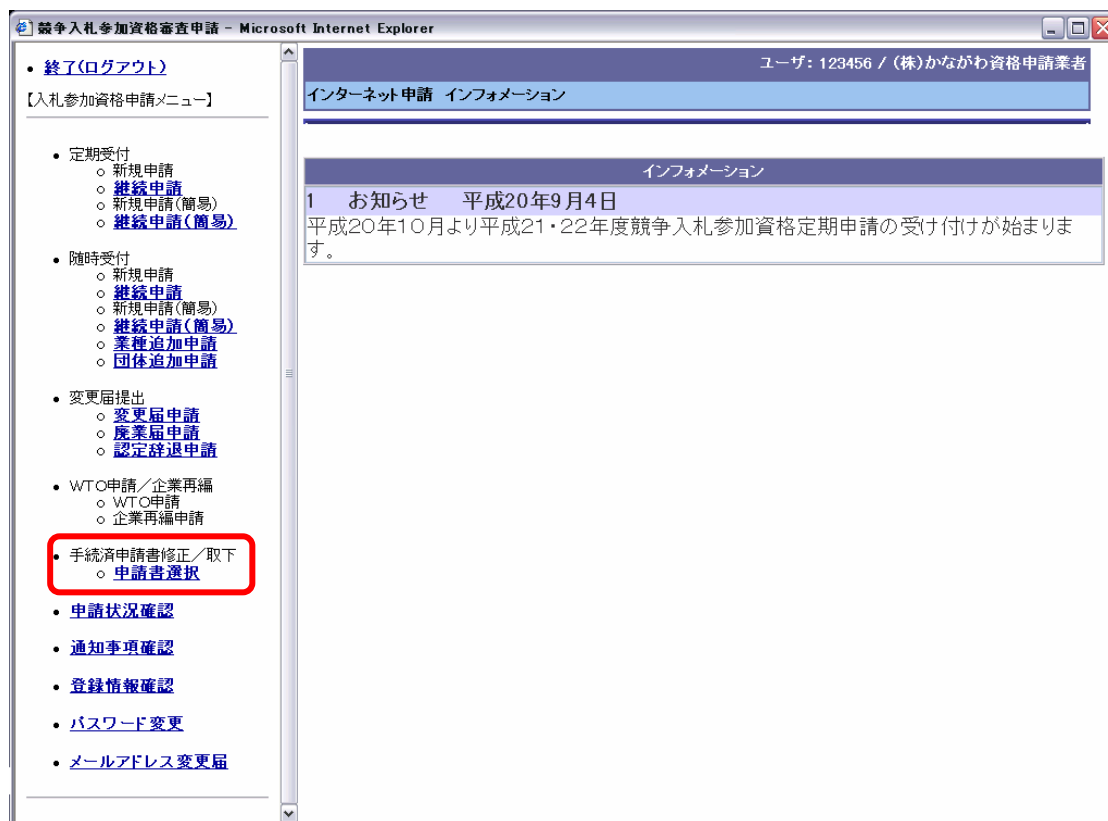 競争入札参加資格審査申請 - Microsoft Internet Explorer
終了(ログアウト)
【入札参加資格申請メニュー】
定期受付
新規申請
継続申請
新規申請(簡易)
継続申請(簡易)
随時受付
新規申請
継続申請
新規申請(簡易)
継続申請(簡易)
業種追加申請
団体追加申請
変更届提出
変更届申請
廃業届申請
認定辞退申請
WTO申請／企業再編
WTO申請
企業再編申請
手続済申請書修正／取下
申請書選択
申請状況確認
通知事項確認
登録情報確認
パスワード変更
メールアドレス変更届
ユーザ：123456 / (株)かながわ資格申請業者
インターネット申請 インフォメーション
インフォメーション
1 お知らせ 平成20年9月4日
平成２０年１０月より平成21・22年度競争入札参加資格定期申請の受け付けが始まりま
す。